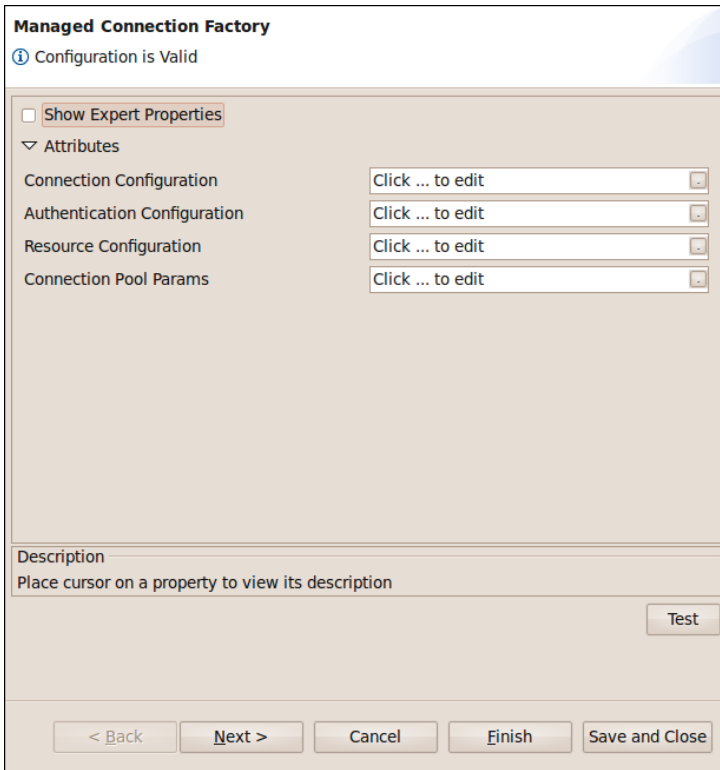 Managed Connection Factory
Configuration is Valid
Show Expert Properties
Attributes
Connection Configuration Click ... to edit .
Authentication Configuration Click ... to edit .
Resource Configuration Click ... to edit .
Connection Pool Params Click ... to edit .
Description
Place cursor on a property to view its description
Test
< Back Next > Cancel Finish Save and Close